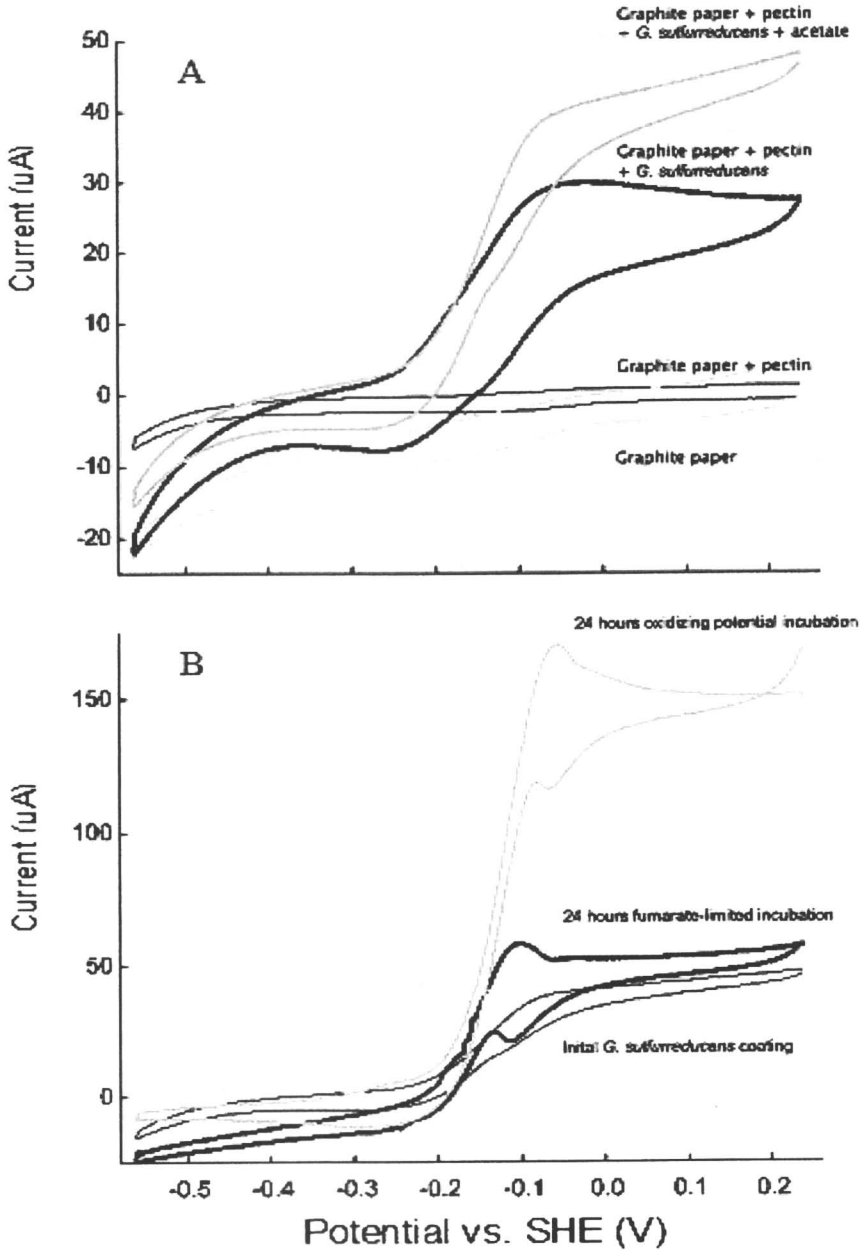 Graphite paper + pectin
+ G. sulfurreducens + acetate
A
50
40
30
20
10
0
-10
-20
Current (uA)
Graphite paper + pectin
+ G. sulfurreducens
Graphite paper + pectin
Graphite paper
24 hours oxidizing potential incubation
B
150
100
50
0
Current (uA)
24 hours fumarate-limited incubation
Inital G. sulfurreducens coating
-0.5 -0.4 -0.3 -0.2 -0.1 0.0 0.1 0.2
Potential vs. SHE (V)